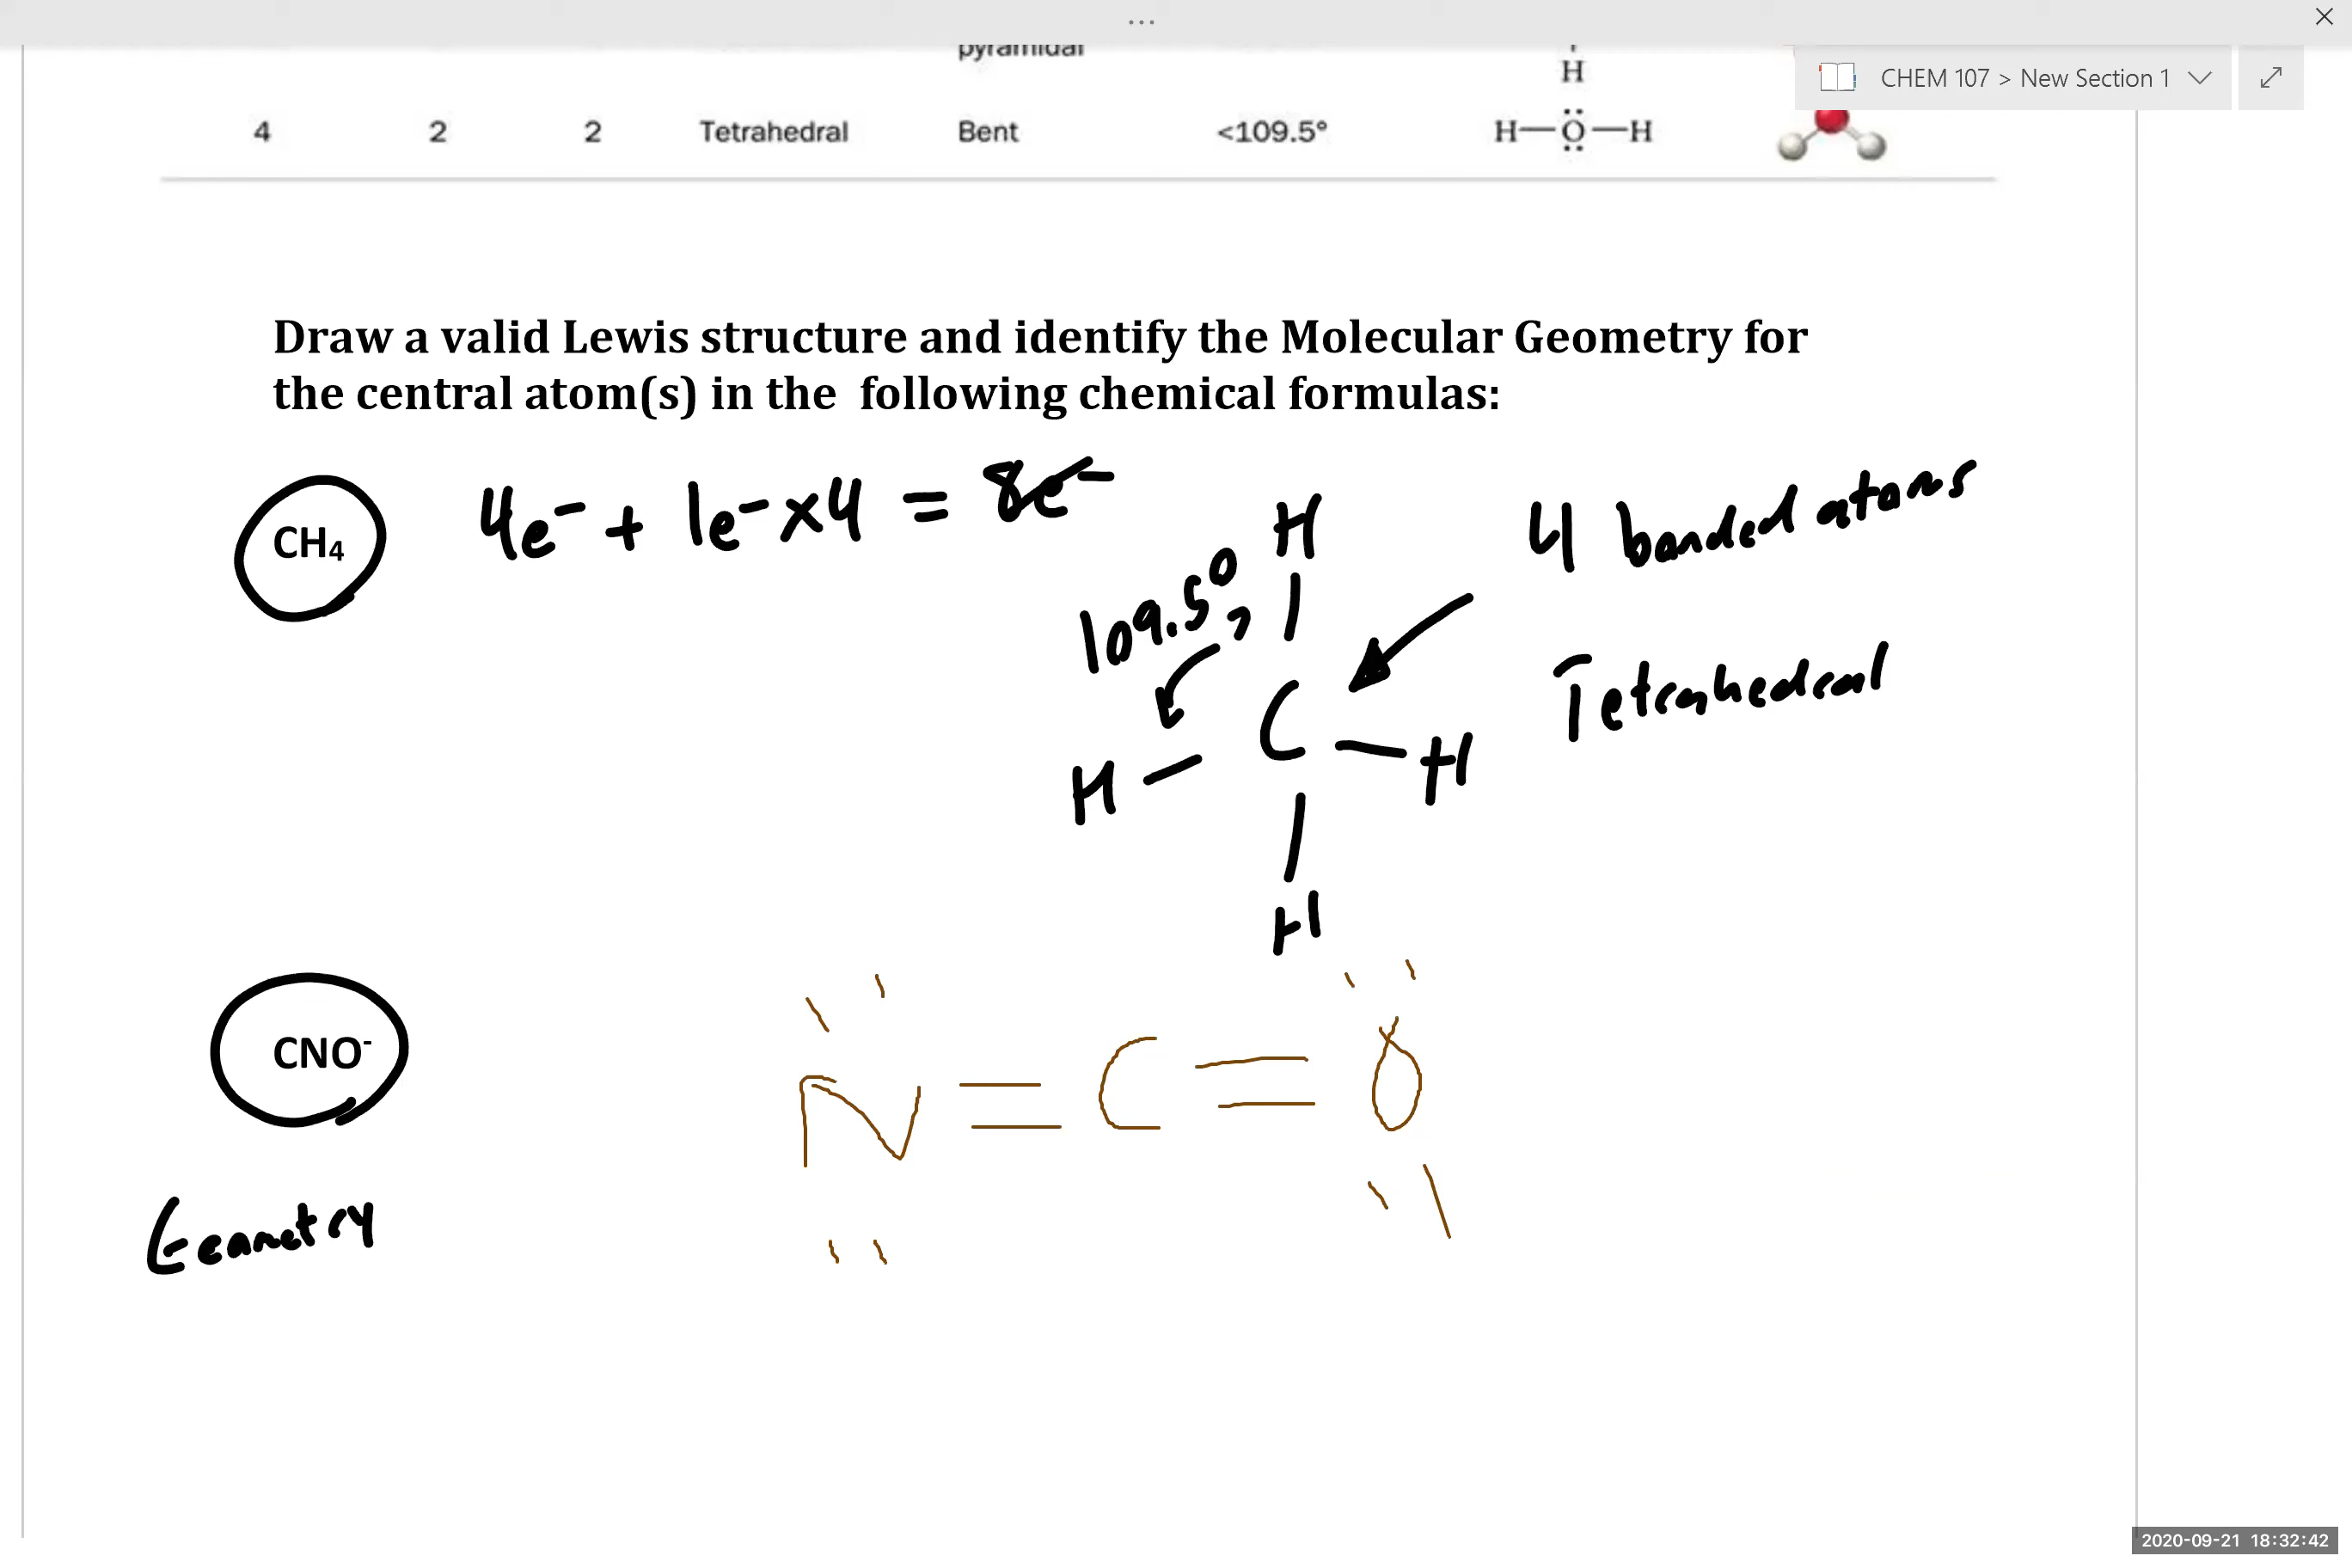 ...
pyramidal
H
CHEM 107 > New Section 1
4 2 2 Tetrahedral Bent <109.5° H—Ö—H
Draw a valid Lewis structure and identify the Molecular Geometry for
the central atom(s) in the following chemical formulas:
CH₄ 4e⁻ + 1e⁻ x4 = 8e⁻
4 bonded atoms
H
109.5°
Tetrahedral
H – C – H
H
CNO⁻
N = C = O
Geometry
2020-09-21 18:32:42